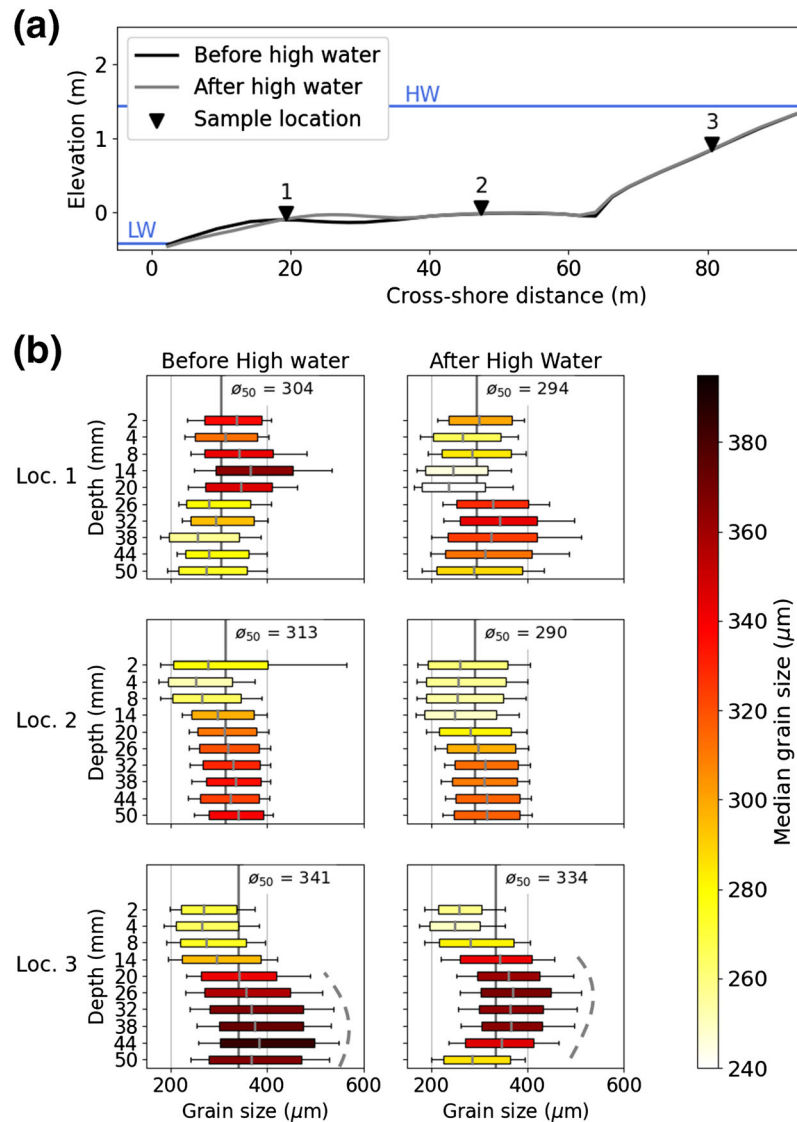 (a)
Elevation (m)
2
1
0
Before high water
After high water
Sample location
HW
LW
1
2
3
0 20 40 60 80
Cross-shore distance (m)
(b)
Before High water
After High Water
Loc. 1
Depth (mm)
2
4
8
14
20
26
32
38
44
50
ø50 = 304
ø50 = 294
Loc. 2
Depth (mm)
2
4
8
14
20
26
32
38
44
50
ø50 = 313
ø50 = 290
Loc. 3
Depth (mm)
2
4
8
14
20
26
32
38
44
50
ø50 = 341
ø50 = 334
200 400 600
200 400 600
Grain size (μm)
Grain size (μm)
380
360
340
320
300
280
260
240
Median grain size (μm)